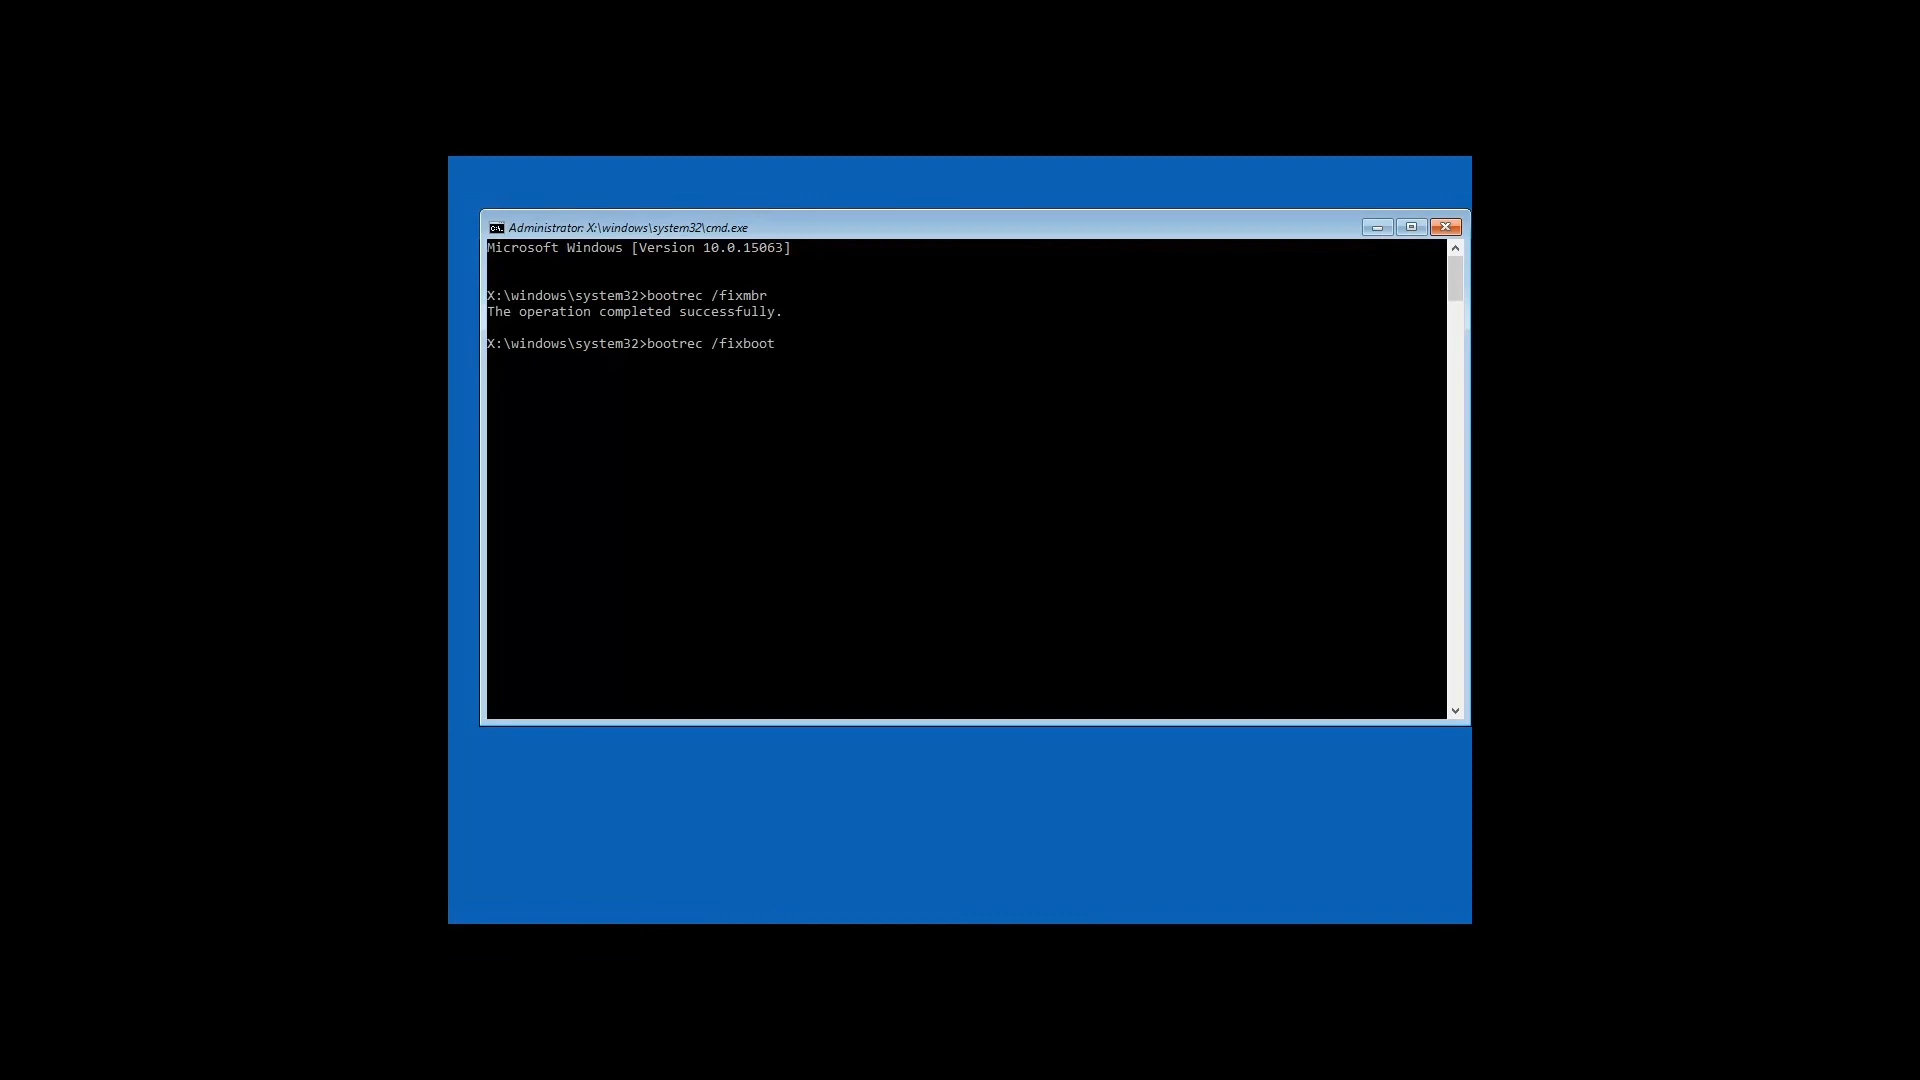 Administrator: X:\windows\system32\cmd.exe
Microsoft Windows [Version 10.0.15063]
X:\windows\system32>bootrec /fixmbr
The operation completed successfully.
X:\windows\system32>bootrec /fixboot